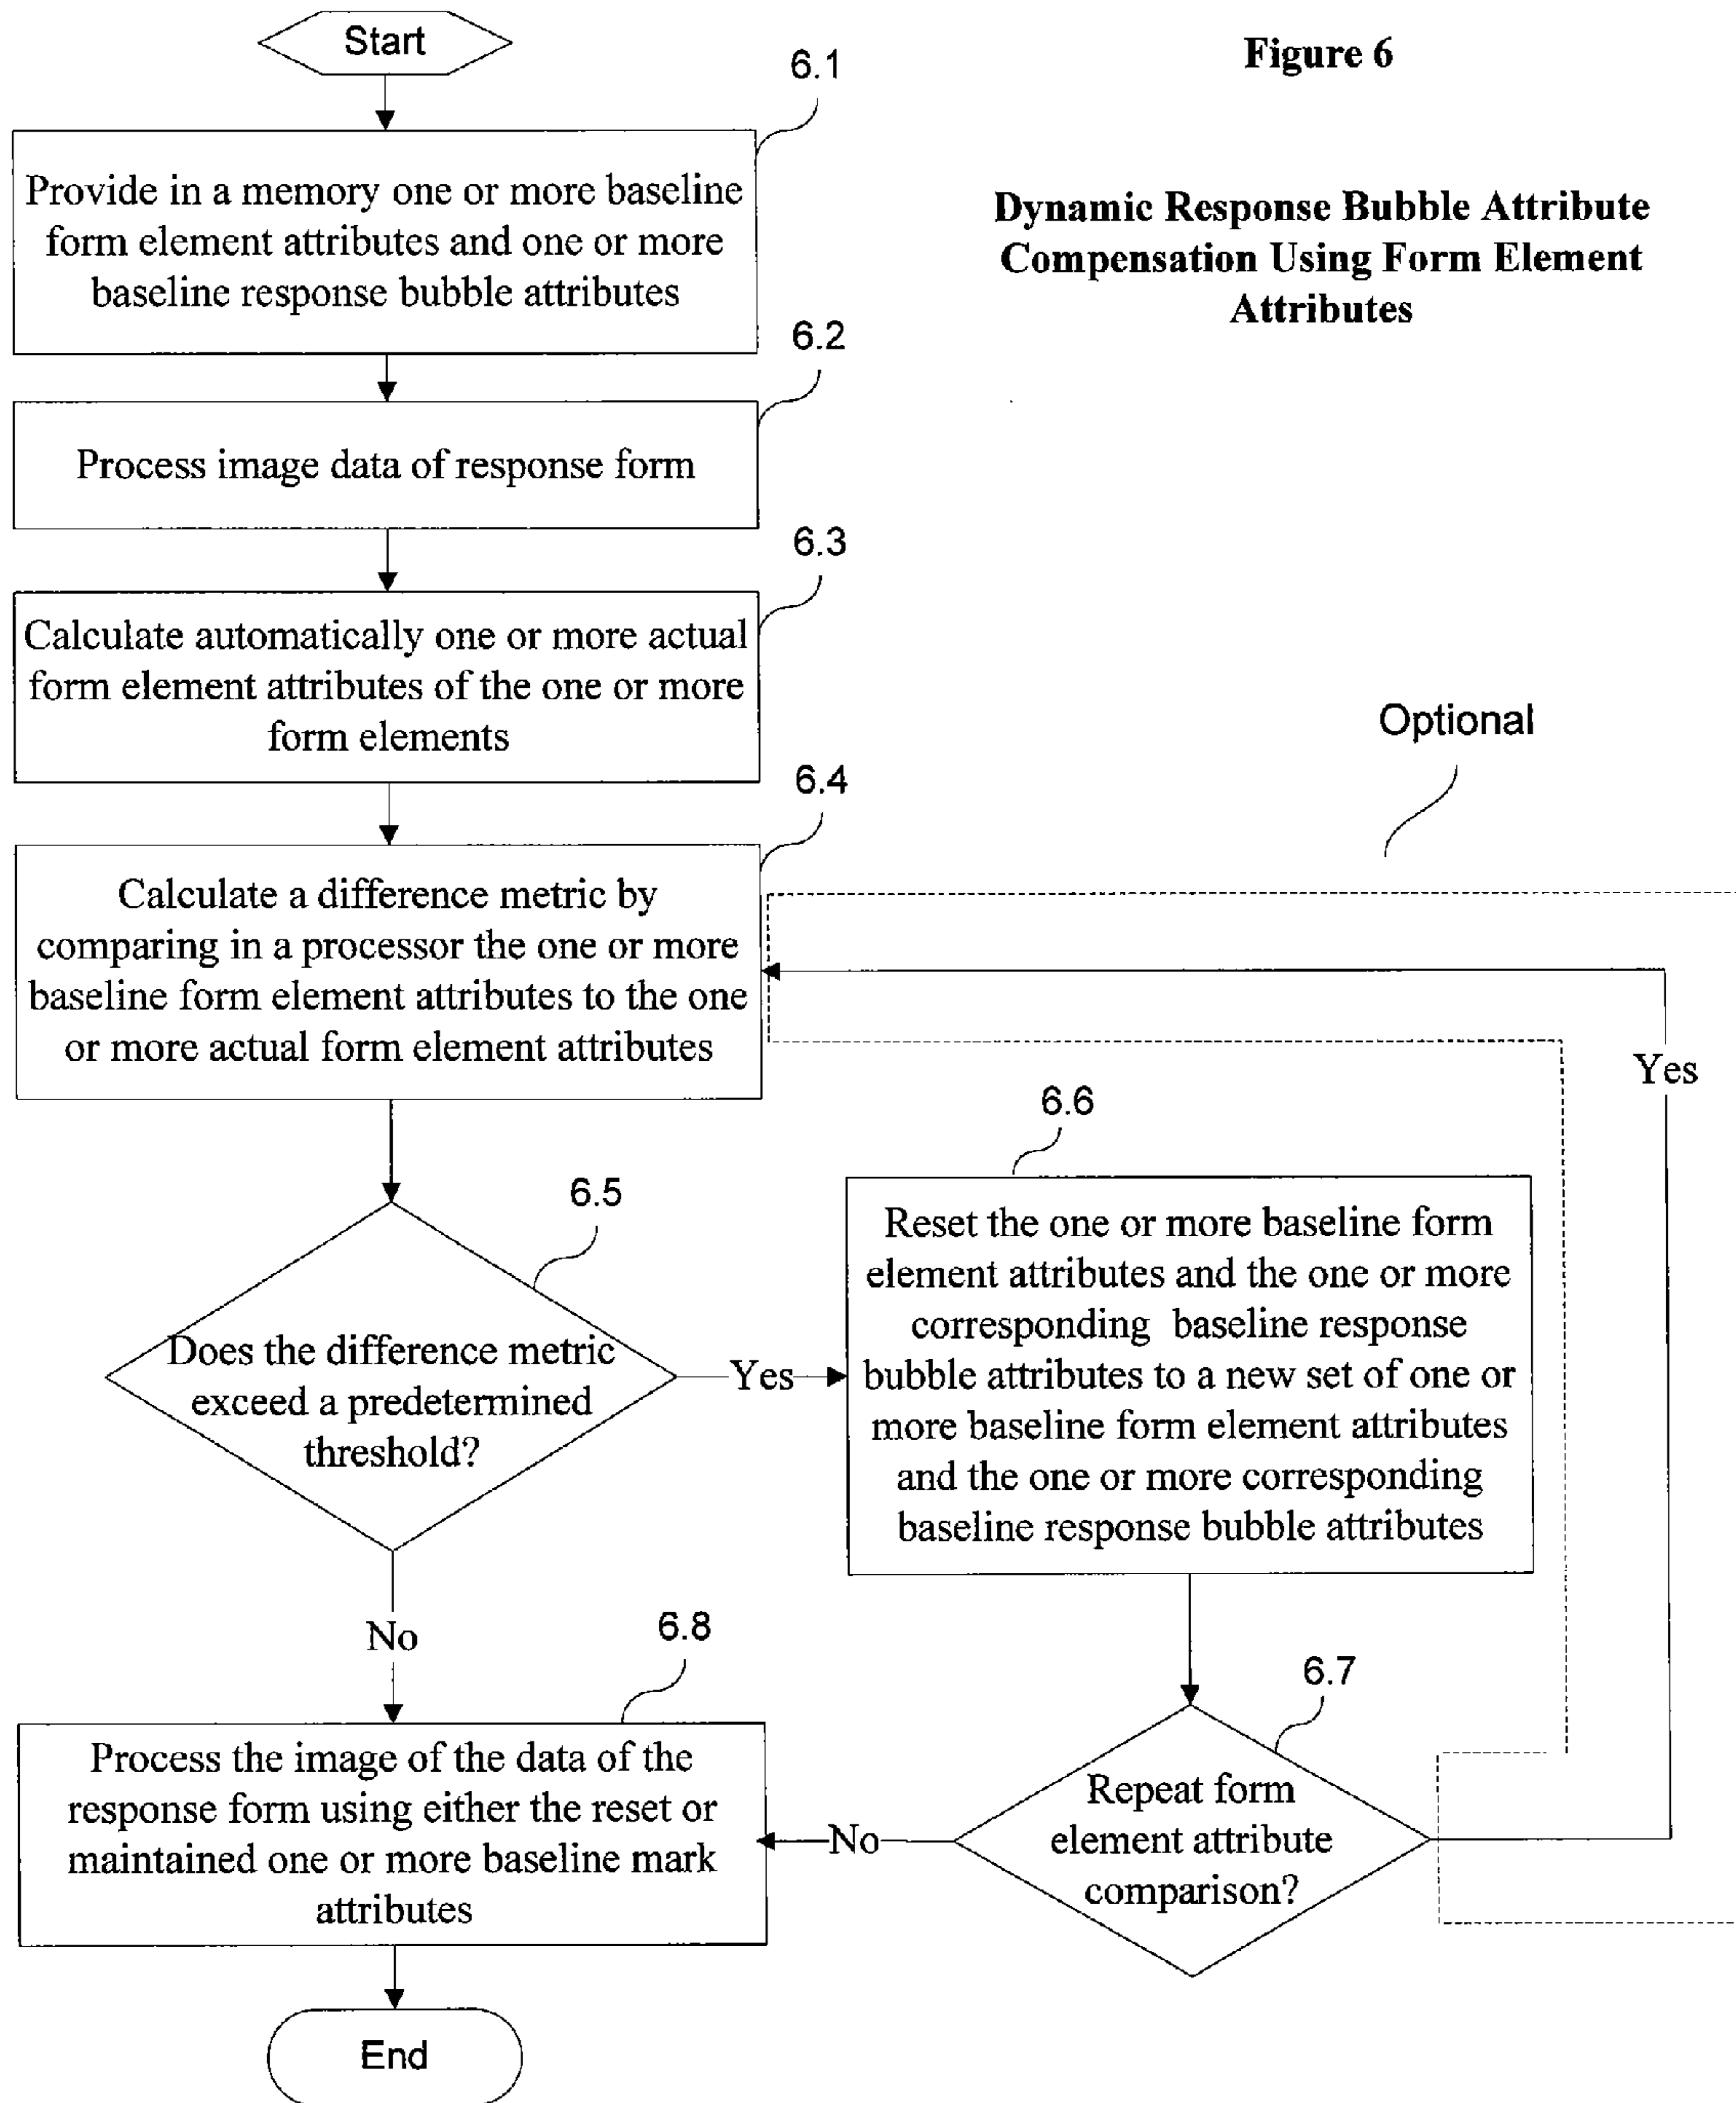 Start
Figure 6
Dynamic Response Bubble Attribute
Compensation Using Form Element
Attributes
6.1
Provide in a memory one or more baseline
form element attributes and one or more
baseline response bubble attributes
6.2
Process image data of response form
6.3
Calculate automatically one or more actual
form element attributes of the one or more
form elements
Optional
6.4
Calculate a difference metric by
comparing in a processor the one or more
baseline form element attributes to the one
or more actual form element attributes
Yes
6.5
Does the difference metric
exceed a predetermined
threshold?
Yes
6.6
Reset the one or more baseline form
element attributes and the one or more
corresponding baseline response
bubble attributes to a new set of one or
more baseline form element attributes
and the one or more corresponding
baseline response bubble attributes
No
6.7
Repeat form
element attribute
comparison?
No
6.8
Process the image of the data of the
response form using either the reset or
maintained one or more baseline mark
attributes
End